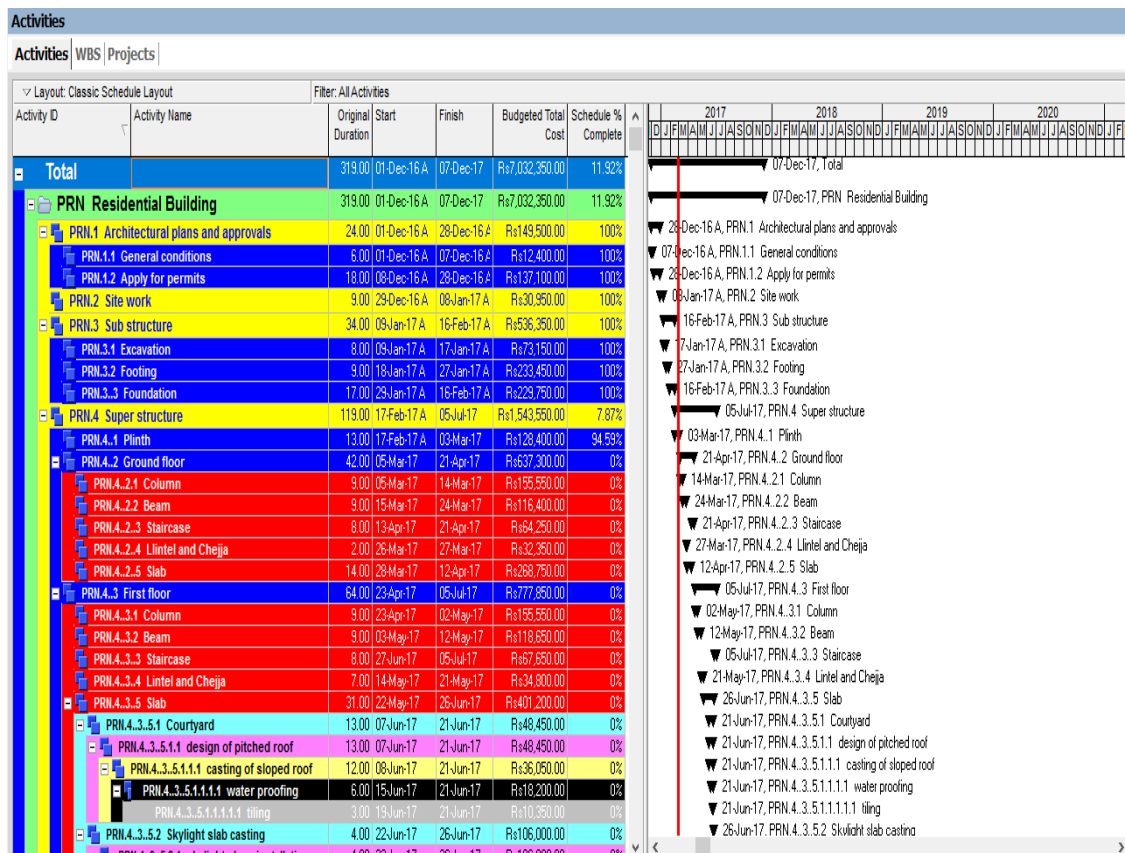 Activities
Activities WBS Projects
Layout: Classic Schedule Layout Filter: All Activities
Activity ID Activity Name Original Duration Start Finish Budgeted Total Cost Schedule % Complete
2017 2018 2019 2020
D J F M A M J J A S O N D J F M A M J J A S O N D J F M A M J J A S O N D J F M A M J J A S O N D J F
Total 319.00 01-Dec-16 A 07-Dec-17 Rs7,032,350.00 11.92% 07-Dec-17, Total
PRN Residential Building 319.00 01-Dec-16 A 07-Dec-17 Rs7,032,350.00 11.92% 07-Dec-17, PRN Residential Building
PRN.1 Architectural plans and approvals 24.00 01-Dec-16 A 28-Dec-16 A Rs149,500.00 100% 28-Dec-16 A, PRN.1 Architectural plans and approvals
PRN.1.1 General conditions 6.00 01-Dec-16 A 07-Dec-16 A Rs12,400.00 100% 07-Dec-16 A, PRN.1.1 General conditions
PRN.1.2 Apply for permits 18.00 08-Dec-16 A 28-Dec-16 A Rs137,100.00 100% 28-Dec-16 A, PRN.1.2 Apply for permits
PRN.2 Site work 9.00 29-Dec-16 A 08-Jan-17 A Rs30,950.00 100% 08-Jan-17 A, PRN.2 Site work
PRN.3 Sub structure 34.00 09-Jan-17 A 16-Feb-17 A Rs536,350.00 100% 16-Feb-17 A, PRN.3 Sub structure
PRN.3.1 Excavation 8.00 09-Jan-17 A 17-Jan-17 A Rs73,150.00 100% 17-Jan-17 A, PRN.3.1 Excavation
PRN.3.2 Footing 9.00 18-Jan-17 A 27-Jan-17 A Rs233,450.00 100% 27-Jan-17 A, PRN.3.2 Footing
PRN.3..3 Foundation 17.00 29-Jan-17 A 16-Feb-17 A Rs229,750.00 100% 16-Feb-17 A, PRN.3..3 Foundation
PRN.4 Super structure 119.00 17-Feb-17 A 05-Jul-17 Rs1,543,550.00 7.87% 05-Jul-17, PRN.4 Super structure
PRN.4..1 Plinth 13.00 17-Feb-17 A 03-Mar-17 Rs128,400.00 94.59% 03-Mar-17, PRN.4..1 Plinth
PRN.4..2 Ground floor 42.00 05-Mar-17 21-Apr-17 Rs637,300.00 0% 21-Apr-17, PRN.4..2 Ground floor
PRN.4..2.1 Column 9.00 05-Mar-17 14-Mar-17 Rs155,550.00 0% 14-Mar-17, PRN.4..2.1 Column
PRN.4..2.2 Beam 9.00 15-Mar-17 24-Mar-17 Rs116,400.00 0% 24-Mar-17, PRN.4..2.2 Beam
PRN.4..2..3 Staircase 8.00 13-Apr-17 21-Apr-17 Rs64,250.00 0% 21-Apr-17, PRN.4..2..3 Staircase
PRN.4..2..4 Llintel and Chejja 2.00 26-Mar-17 27-Mar-17 Rs32,350.00 0% 27-Mar-17, PRN.4..2..4 Llintel and Chejja
PRN.4..2..5 Slab 14.00 28-Mar-17 12-Apr-17 Rs268,750.00 0% 12-Apr-17, PRN.4..2..5 Slab
PRN.4..3 First floor 64.00 23-Apr-17 05-Jul-17 Rs777,850.00 0% 05-Jul-17, PRN.4..3 First floor
PRN.4..3.1 Column 9.00 23-Apr-17 02-May-17 Rs155,550.00 0% 02-May-17, PRN.4..3.1 Column
PRN.4..3.2 Beam 9.00 03-May-17 12-May-17 Rs118,650.00 0% 12-May-17, PRN.4..3.2 Beam
PRN.4..3..3 Staircase 8.00 27-Jun-17 05-Jul-17 Rs67,650.00 0% 05-Jul-17, PRN.4..3..3 Staircase
PRN.4..3..4 Lintel and Chejja 7.00 14-May-17 21-May-17 Rs34,800.00 0% 21-May-17, PRN.4..3..4 Lintel and Chejja
PRN.4..3..5 Slab 31.00 22-May-17 26-Jun-17 Rs401,200.00 0% 26-Jun-17, PRN.4..3..5 Slab
PRN.4..3..5.1 Courtyard 13.00 07-Jun-17 21-Jun-17 Rs48,450.00 0% 21-Jun-17, PRN.4..3..5.1 Courtyard
PRN.4..3..5.1.1 design of pitched roof 13.00 07-Jun-17 21-Jun-17 Rs48,450.00 0% 21-Jun-17, PRN.4..3..5.1.1 design of pitched roof
PRN.4..3..5.1.1.1 casting of sloped roof 12.00 08-Jun-17 21-Jun-17 Rs36,050.00 0% 21-Jun-17, PRN.4..3..5.1.1.1 casting of sloped roof
PRN.4..3..5.1.1.1.1 water proofing 6.00 15-Jun-17 21-Jun-17 Rs18,200.00 0% 21-Jun-17, PRN.4..3..5.1.1.1.1 water proofing
PRN.4..3..5.1.1.1.1.1 tiling 3.00 19-Jun-17 21-Jun-17 Rs10,350.00 0% 21-Jun-17, PRN.4..3..5.1.1.1.1.1 tiling
PRN.4..3..5.2 Skylight slab casting 4.00 22-Jun-17 26-Jun-17 Rs106,000.00 0% 26-Jun-17, PRN.4..3..5.2 Skylight slab casting